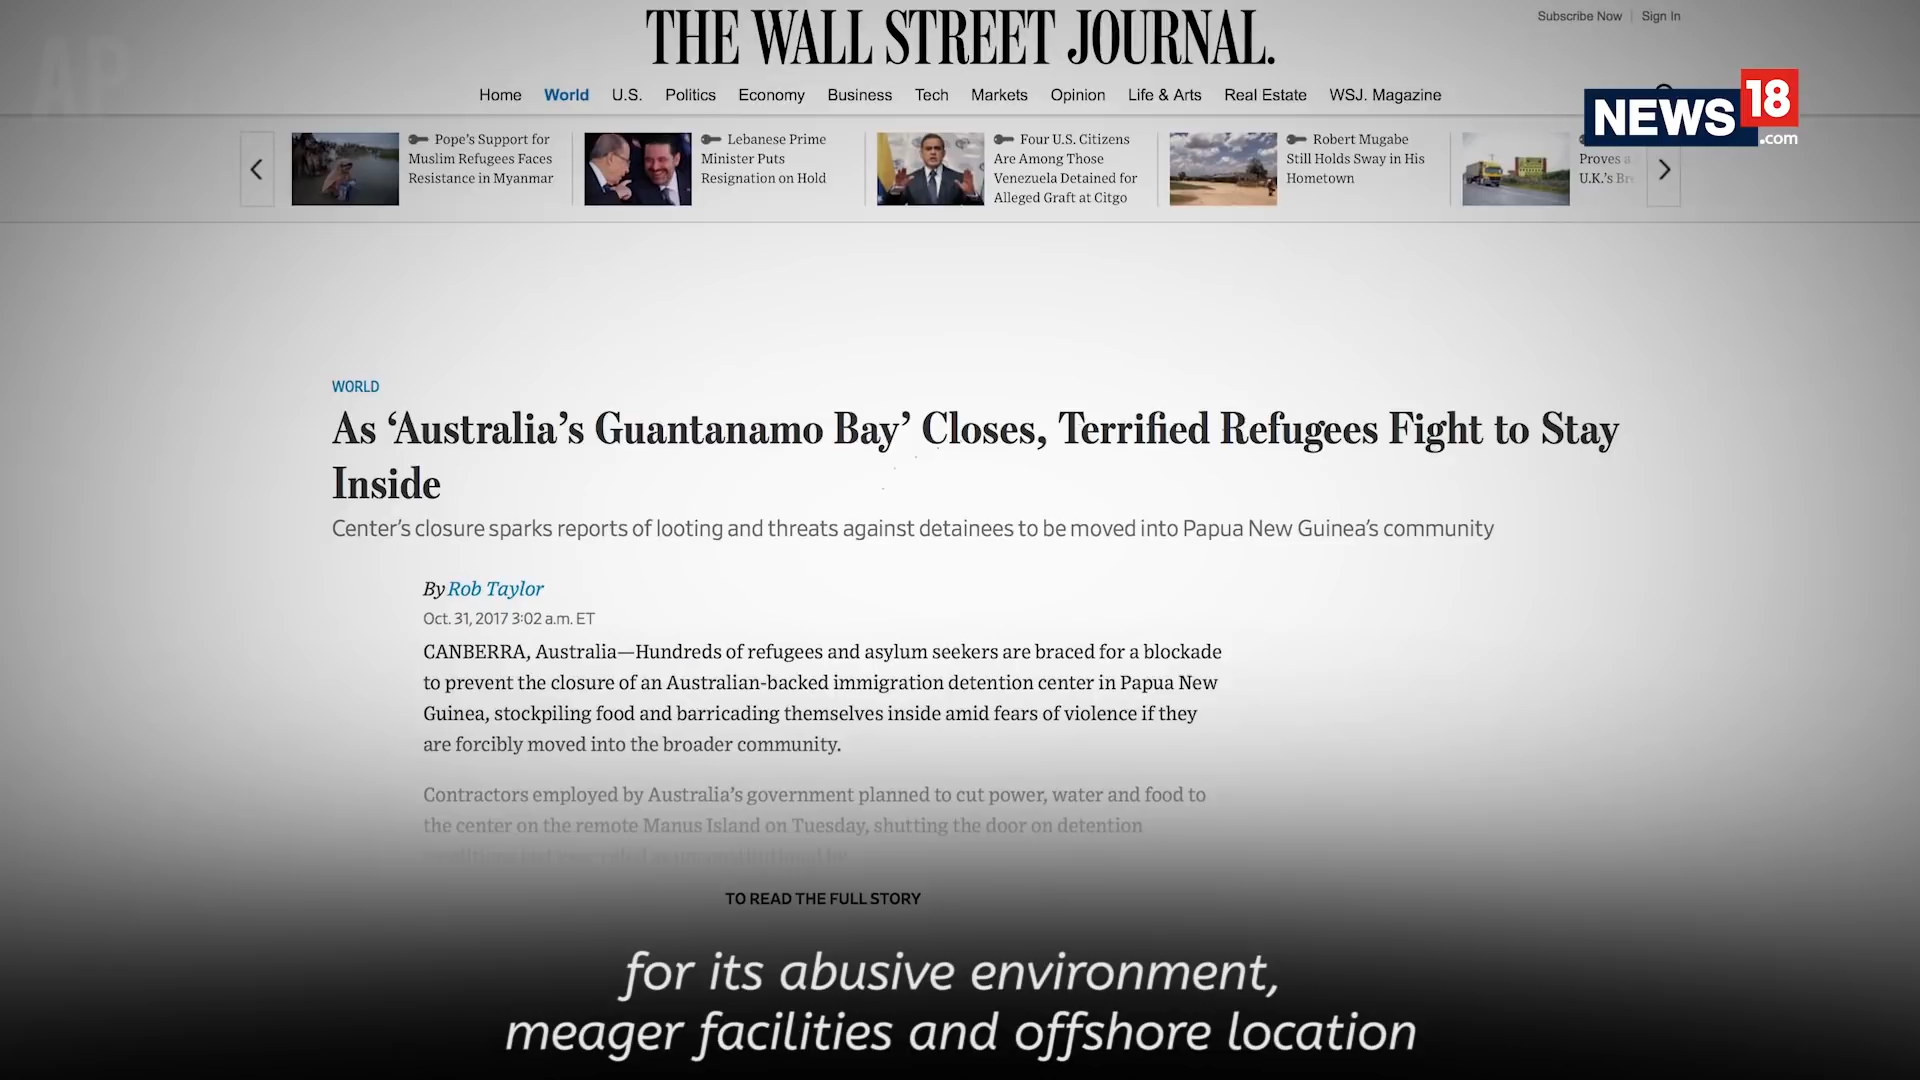 AP
THE WALL STREET JOURNAL.
Subscribe Now | Sign In
Home World U.S. Politics Economy Business Tech Markets Opinion Life & Arts Real Estate WSJ. Magazine
NEWS 18
.com
Pope's Support for
Muslim Refugees Faces
Resistance in Myanmar
Lebanese Prime
Minister Puts
Resignation on Hold
Four U.S. Citizens
Are Among Those
Venezuela Detained for
Alleged Graft at Citgo
Robert Mugabe
Still Holds Sway in His
Hometown
Proves a
U.K.'s Br
WORLD
As ‘Australia’s Guantanamo Bay’ Closes, Terrified Refugees Fight to Stay
Inside
Center’s closure sparks reports of looting and threats against detainees to be moved into Papua New Guinea’s community
By Rob Taylor
Oct. 31, 2017 3:02 a.m. ET
CANBERRA, Australia—Hundreds of refugees and asylum seekers are braced for a blockade
to prevent the closure of an Australian-backed immigration detention center in Papua New
Guinea, stockpiling food and barricading themselves inside amid fears of violence if they
are forcibly moved into the broader community.
Contractors employed by Australia’s government planned to cut power, water and food to
the center on the remote Manus Island on Tuesday, shutting the door on detention
TO READ THE FULL STORY
for its abusive environment,
meager facilities and offshore location